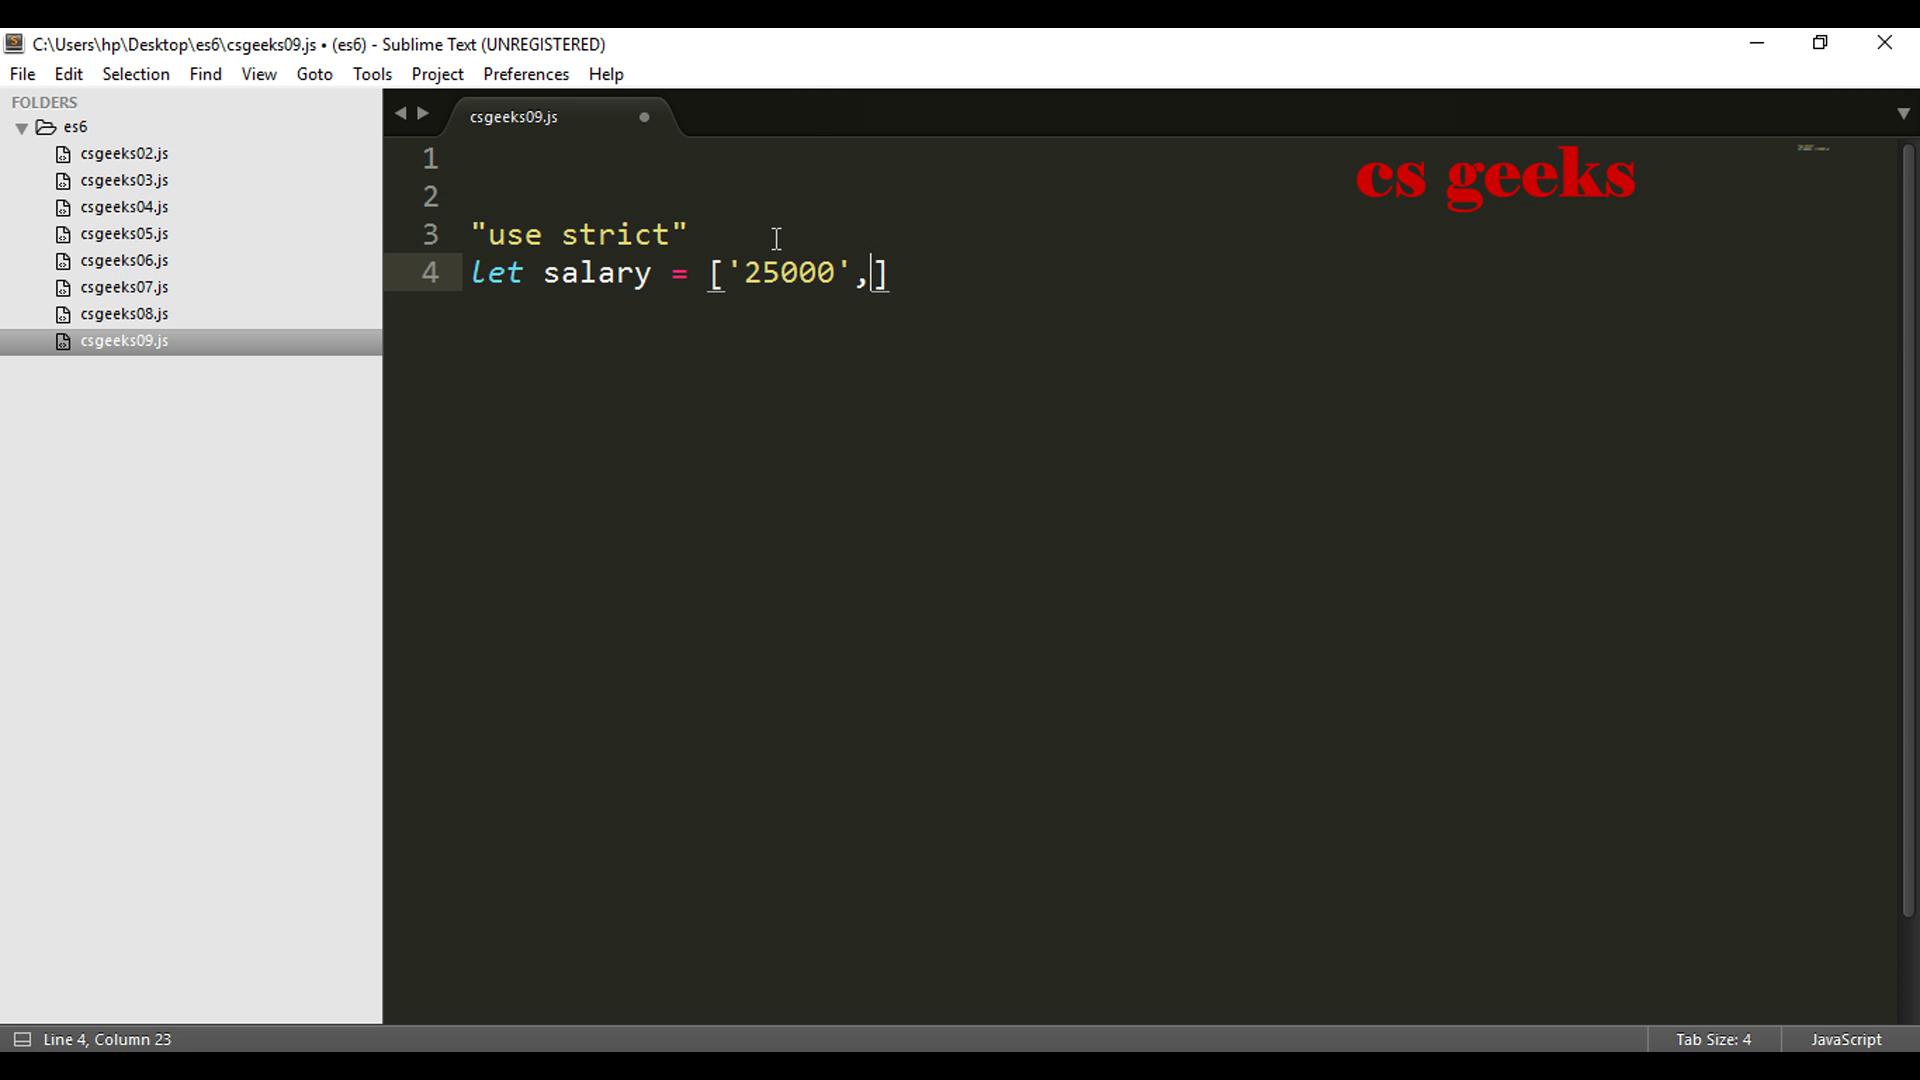 C:\Users\hp\Desktop\es6\csgeeks09.js • (es6) - Sublime Text (UNREGISTERED)
File Edit Selection Find View Goto Tools Project Preferences Help
FOLDERS
es6
csgeeks02.js
csgeeks03.js
csgeeks04.js
csgeeks05.js
csgeeks06.js
csgeeks07.js
csgeeks08.js
csgeeks09.js
csgeeks09.js
cs geeks
1
2
3 "use strict"
4 let salary = ['25000',]
Line 4, Column 23
Tab Size: 4
JavaScript